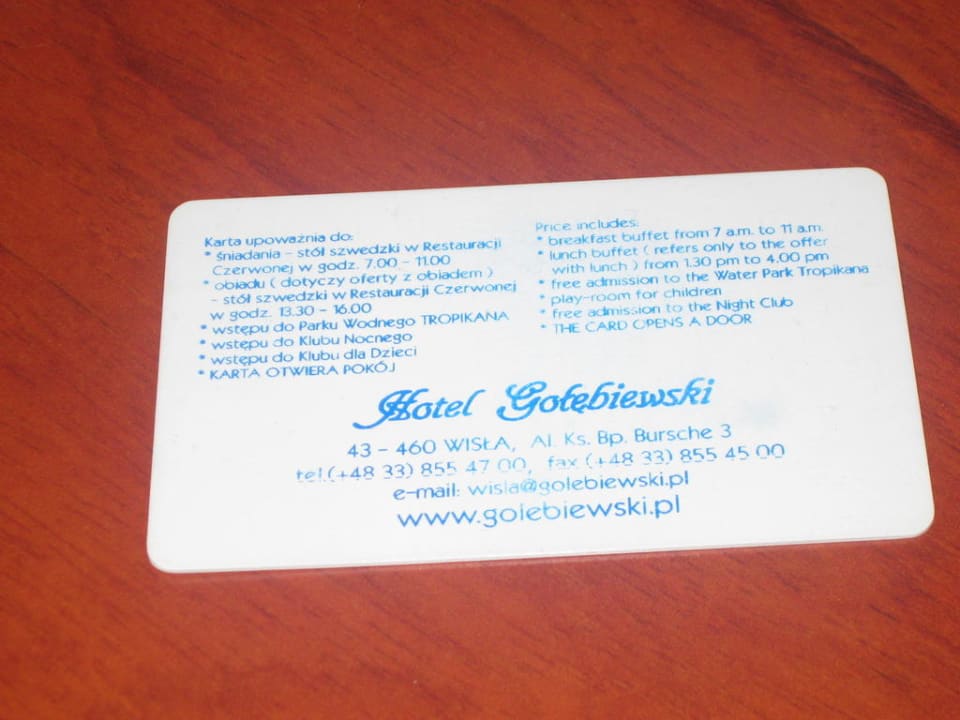 Karta upoważnia do:
* śniadania - stół szwedzki w Restauracji
Czerwonej w godz. 7.00 - 11.00
* obiadu ( dotyczy oferty z obiadem )
- stół szwedzki w Restauracji Czerwonej
w godz. 13.30 - 16.00
* wstępu do Parku Wodnego TROPIKANA
* wstępu do Klubu Nocnego
* wstępu do Klubu dla Dzieci
* KARTA OTWIERA POKÓJ
Price includes:
* breakfast buffet from 7 a.m. to 11 a.m.
* lunch buffet ( refers only to the offer
with lunch ) from 1.30 pm to 4.00 pm
* free admission to the Water Park Tropikana
* play-room for children
* free admission to the Night Club
* THE CARD OPENS A DOOR
Hotel Gołębiewski
43 - 460 WISŁA, Al. Ks. Bp. Bursche 3
tel.(+48 33) 855 47 00, fax (+48 33) 855 45 00
e-mail: wisla@golebiewski.pl
www.golebiewski.pl